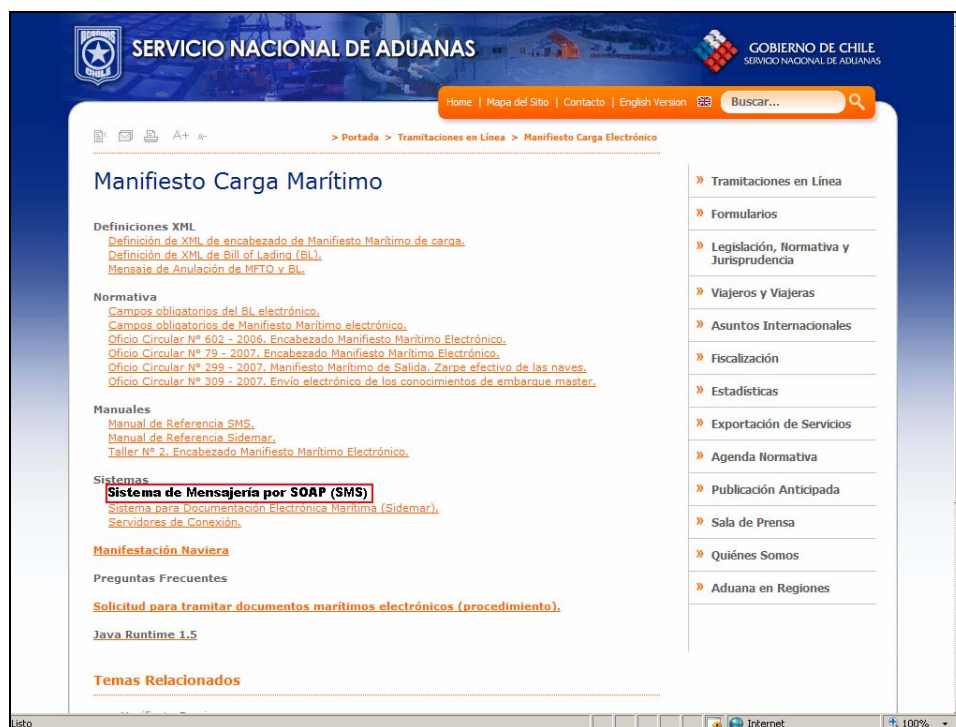 SERVICIO NACIONAL DE ADUANAS
GOBIERNO DE CHILE
SERVICIO NACIONAL DE ADUANAS
ADUANAS
CHILE
Home | Mapa del Sitio | Contacto | English Version
Buscar...
A+ A-
> Portada > Tramitaciones en Línea > Manifiesto Carga Electrónico
Manifiesto Carga Marítimo
Definiciones XML
Definición de XML de encabezado de Manifiesto Marítimo de carga.
Definición de XML de Bill of Lading (BL).
Mensaje de Anulación de MFTO y BL.
Normativa
Campos obligatorios del BL electrónico.
Campos obligatorios de Manifiesto Marítimo electrónico.
Oficio Circular Nº 602 - 2006. Encabezado Manifiesto Marítimo Electrónico.
Oficio Circular Nº 79 - 2007. Encabezado Manifiesto Marítimo Electrónico.
Oficio Circular Nº 299 - 2007. Manifiesto Marítimo de Salida. Zarpe efectivo de las naves.
Oficio Circular Nº 309 - 2007. Envío electrónico de los conocimientos de embarque master.
Manuales
Manual de Referencia SMS.
Manual de Referencia Sidemar.
Taller Nº 2. Encabezado Manifiesto Marítimo Electrónico.
Sistemas
Sistema de Mensajería por SOAP (SMS)
Sistema para Documentación Electrónica Marítima (Sidemar).
Servidores de Conexión.
Manifestación Naviera
Preguntas Frecuentes
Solicitud para tramitar documentos marítimos electrónicos (procedimiento).
Java Runtime 1.5
Temas Relacionados
» Tramitaciones en Línea
» Formularios
» Legislación, Normativa y
Jurisprudencia
» Viajeros y Viajeras
» Asuntos Internacionales
» Fiscalización
» Estadísticas
» Exportación de Servicios
» Agenda Normativa
» Publicación Anticipada
» Sala de Prensa
» Quiénes Somos
» Aduana en Regiones
Listo
Internet
100%